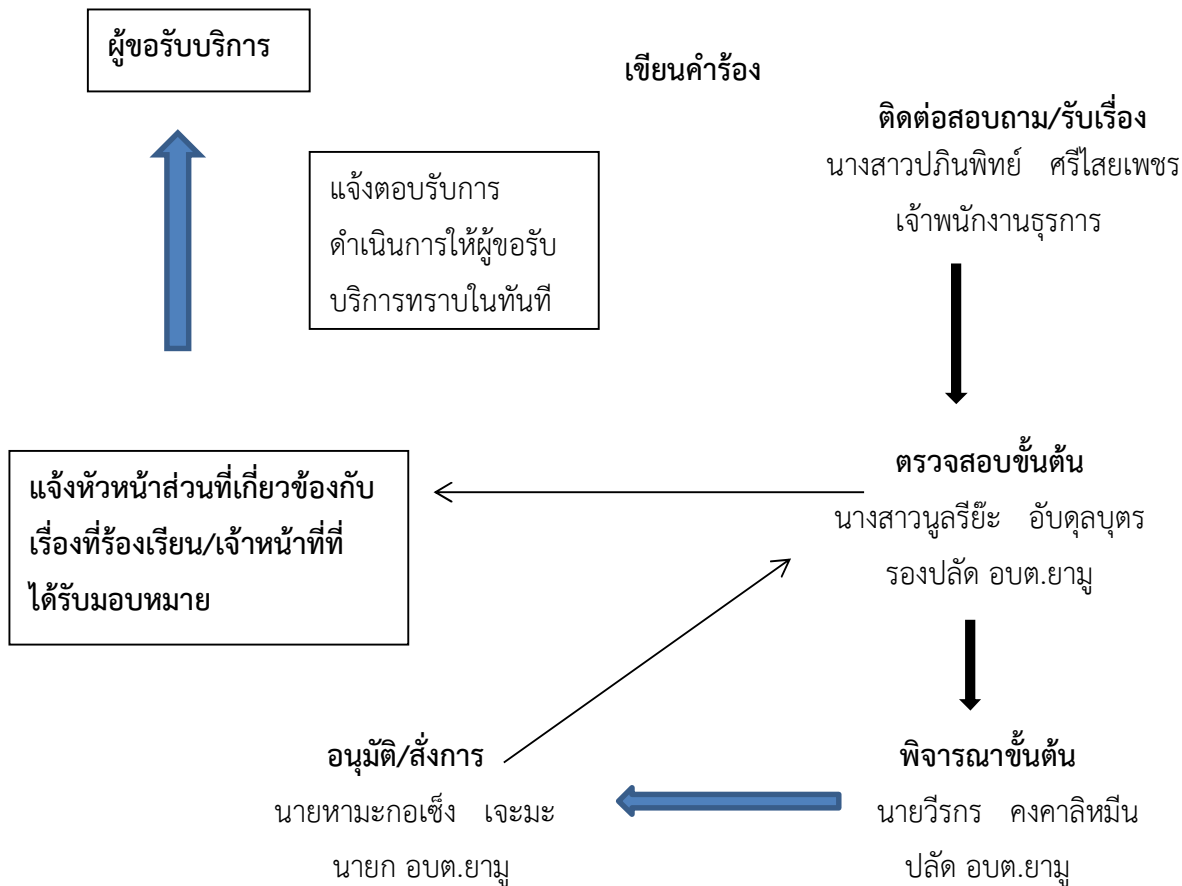 ผู้ขอรับบริการ
เขียนคำร้อง
ติดต่อสอบถาม/รับเรื่อง
นางสาวปภินพิทย์ ศรีไสยเพชร
เจ้าพนักงานธุรการ
แจ้งตอบรับการ
ดำเนินการให้ผู้ขอรับ
บริการทราบในทันที
ตรวจสอบขั้นต้น
นางสาวนูลรีย๊ะ อับดุลบุตร
รองปลัด อบต.ยามู
แจ้งหัวหน้าส่วนที่เกี่ยวข้องกับ
เรื่องที่ร้องเรียน/เจ้าหน้าที่ที่
ได้รับมอบหมาย
อนุมัติ/สั่งการ
นายหามะกอเซ็ง เจะมะ
นายก อบต.ยามู
พิจารณาขั้นต้น
นายวีรกร คงคาลิหมีน
ปลัด อบต.ยามู